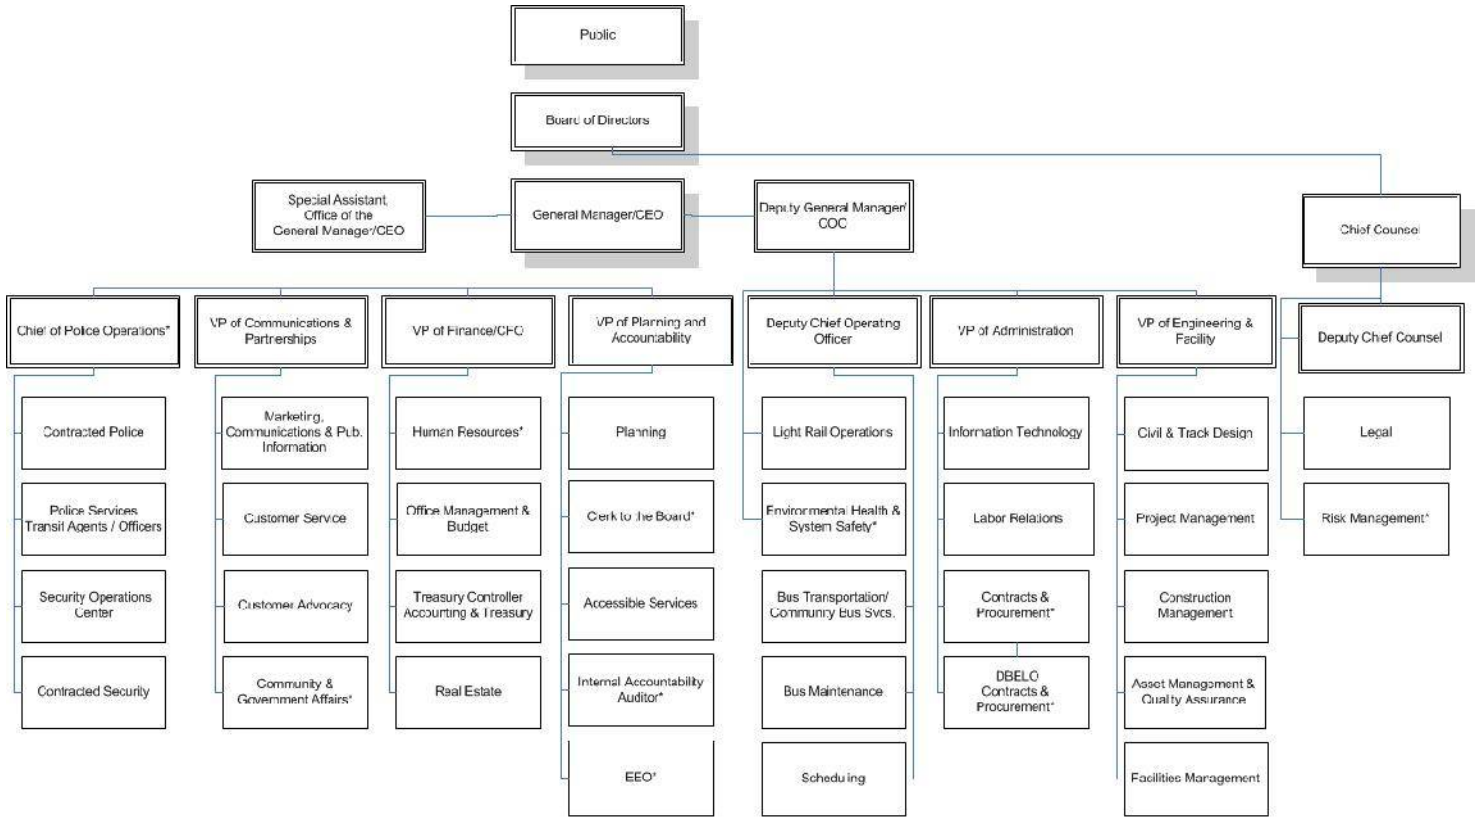 Public
Board of Directors
Special Assistant,
Office of the
General Manager/CEO
General Manager/CEO
Deputy General Manager/
COO
Chief Counsel
Chief of Police Operations*
VP of Communications &
Partnerships
VP of Finance/CFO
VP of Planning and
Accountability
Deputy Chief Operating
Officer
VP of Administration
VP of Engineering &
Facility
Deputy Chief Counsel
Contracted Police
Police Services
Transit Agents / Officers
Security Operations
Center
Contracted Security
Marketing,
Communications & Pub.
Information
Customer Service
Customer Advocacy
Community &
Government Affairs*
Human Resources*
Office Management &
Budget
Treasury Controller
Accounting & Treasury
Real Estate
Planning
Clerk to the Board*
Accessible Services
Internal Accountability
Auditor*
EEO*
Light Rail Operations
Environmental Health &
System Safety*
Bus Transportation/
Community Bus Svcs.
Bus Maintenance
Scheduling
Information Technology
Labor Relations
Contracts &
Procurement*
DBELO
Contracts &
Procurement*
Civil & Track Design
Project Management
Construction
Management
Asset Management &
Quality Assurance
Facilities Management
Legal
Risk Management*